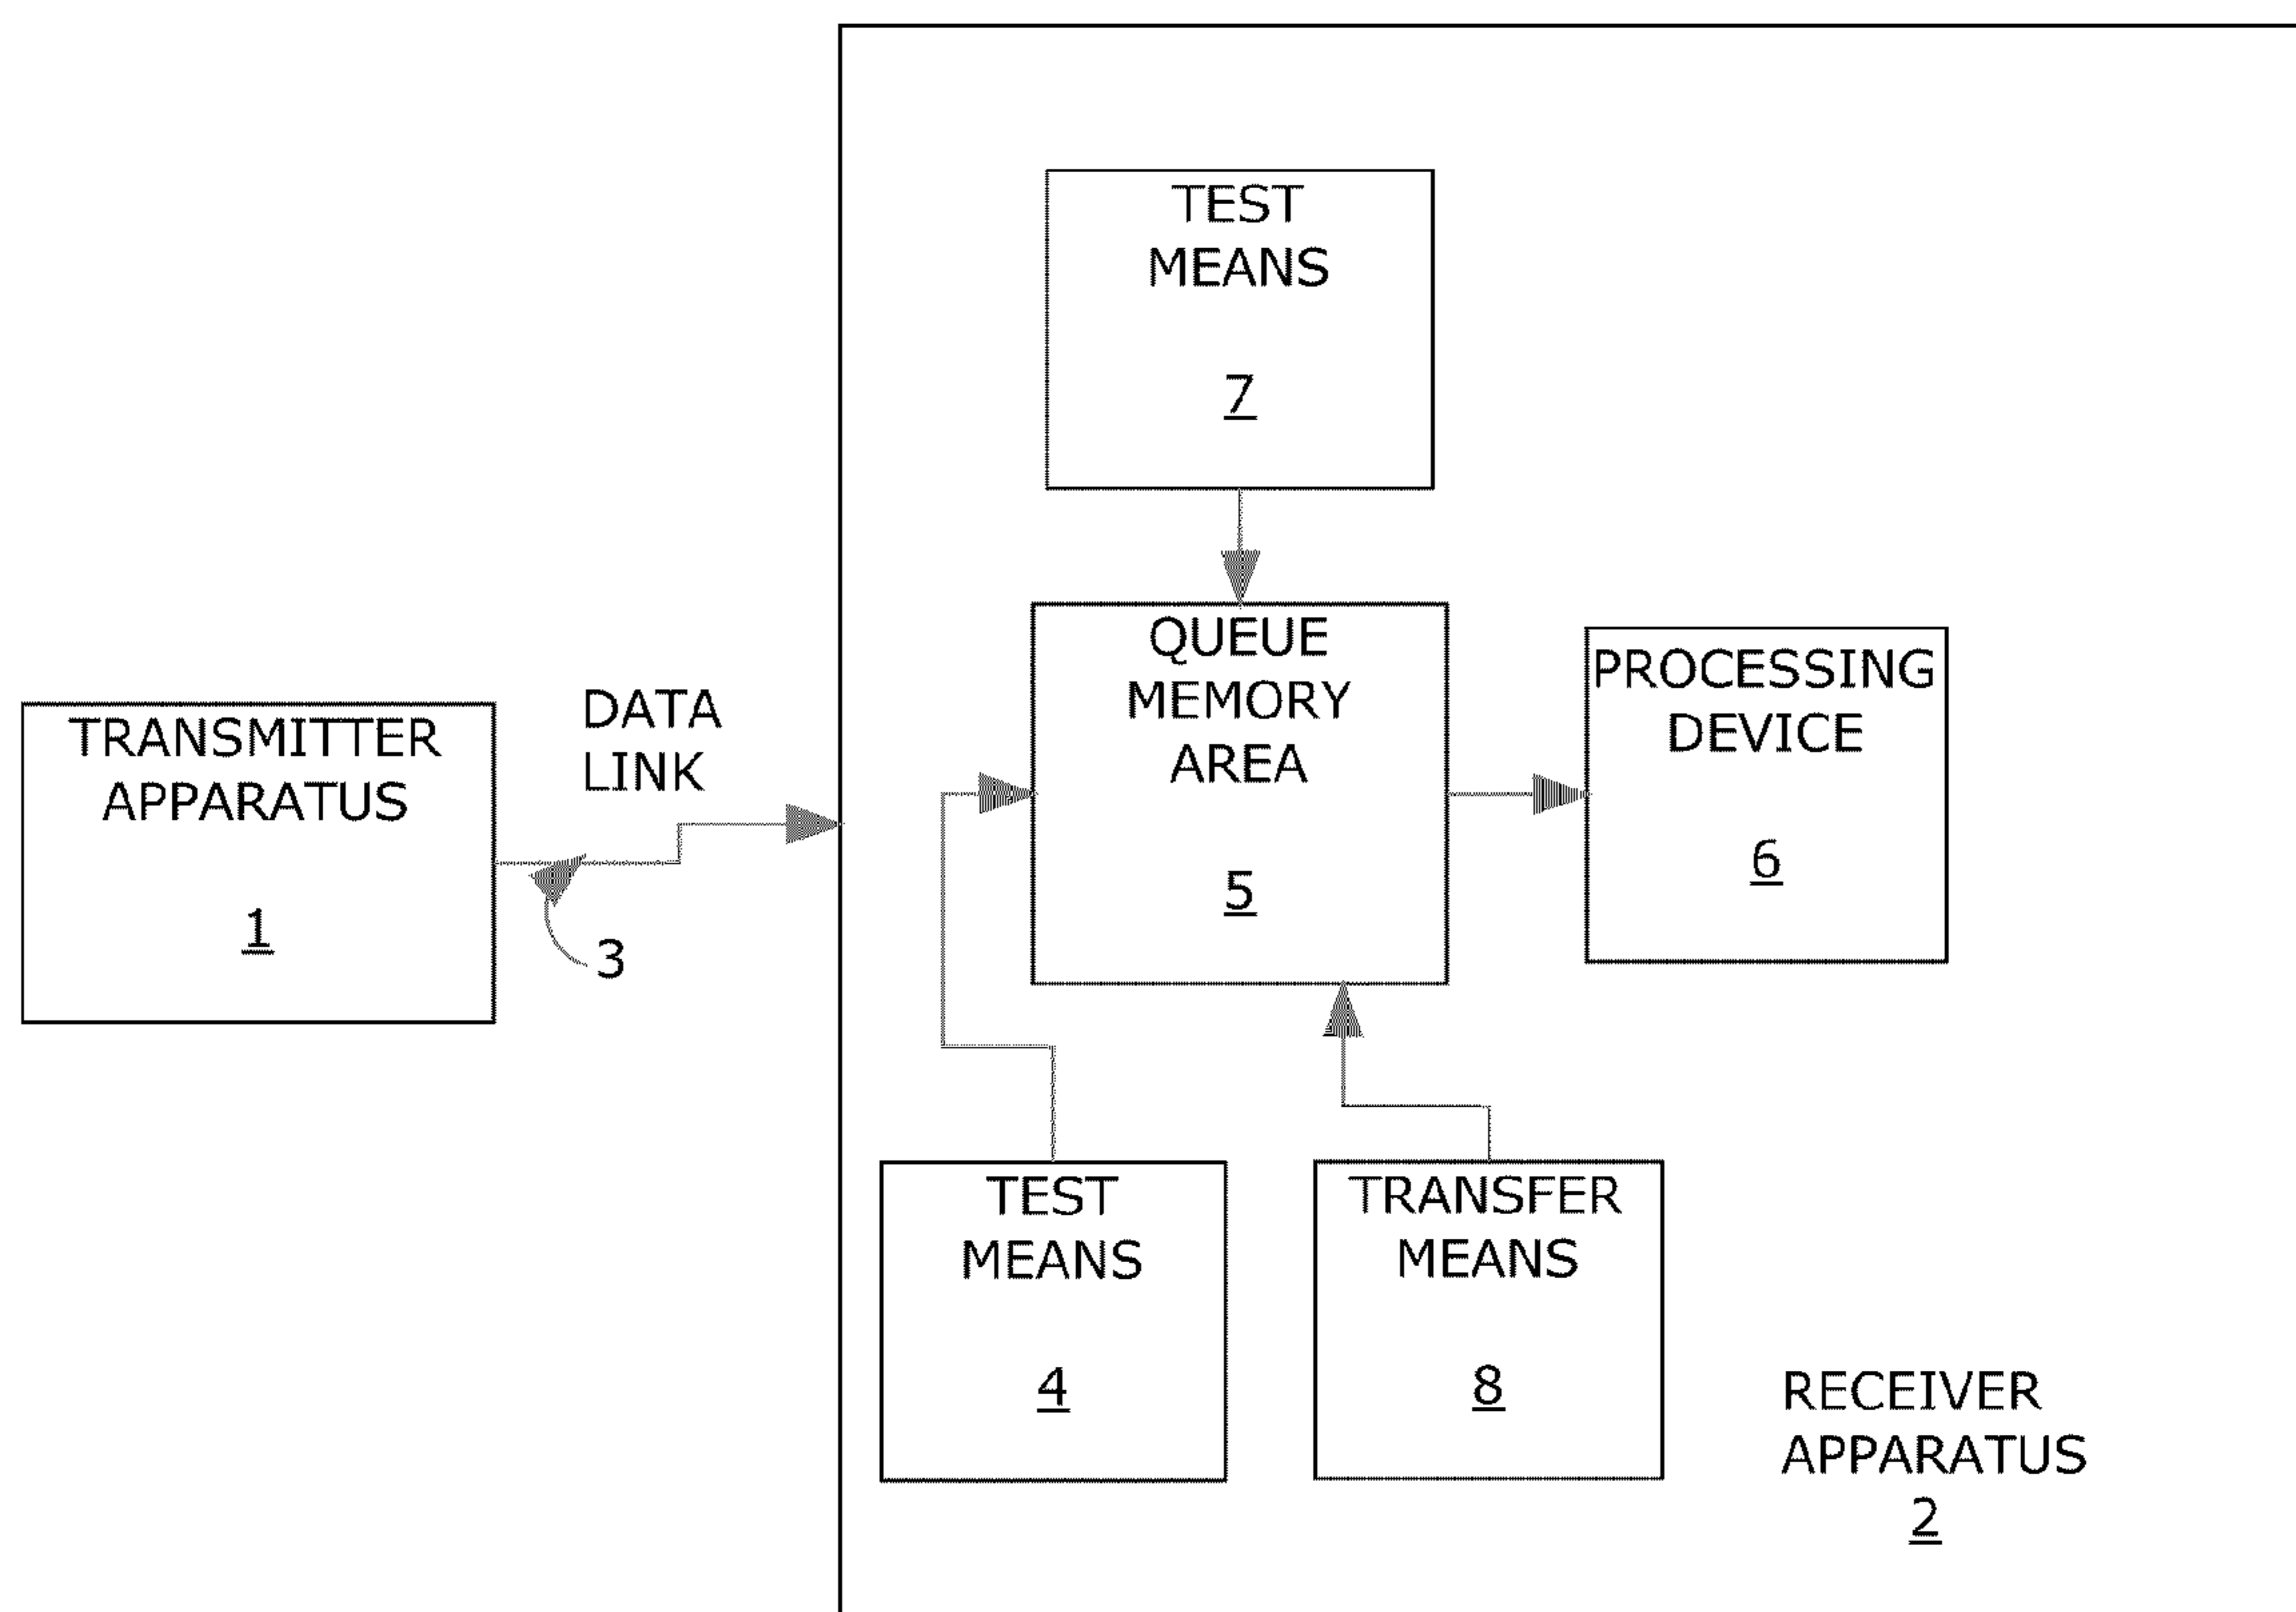 TEST
MEANS
7
QUEUE
MEMORY
AREA
5
PROCESSING
DEVICE
6
DATA
LINK
TRANSMITTER
APPARATUS
1
3
TEST
MEANS
4
TRANSFER
MEANS
8
RECEIVER
APPARATUS
2